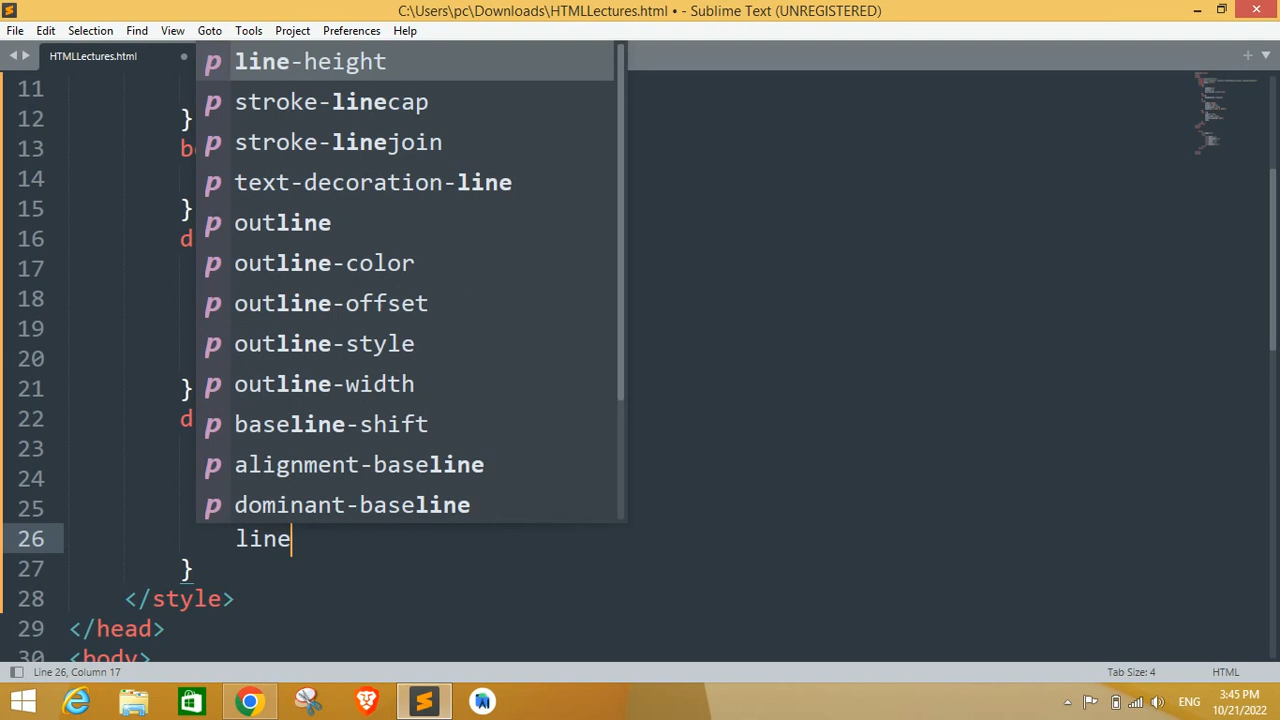 C:\Users\pc\Downloads\HTMLLectures.html • - Sublime Text (UNREGISTERED)
File Edit Selection Find View Goto Tools Project Preferences Help
HTMLLectures.html
p line-height
11
p stroke-linecap
12 }
p stroke-linejoin
13
p text-decoration-line
14
15 }
p outline
16 d
p outline-color
17
18
p outline-offset
19
p outline-style
20
21 }
p outline-width
22 d
p baseline-shift
23
p alignment-baseline
24
25
p dominant-baseline
26 line
27 }
28 </style>
29 </head>
30 <body>
Line 26, Column 17 Tab Size: 4 HTML
AI
ENG
3:45 PM
10/21/2022